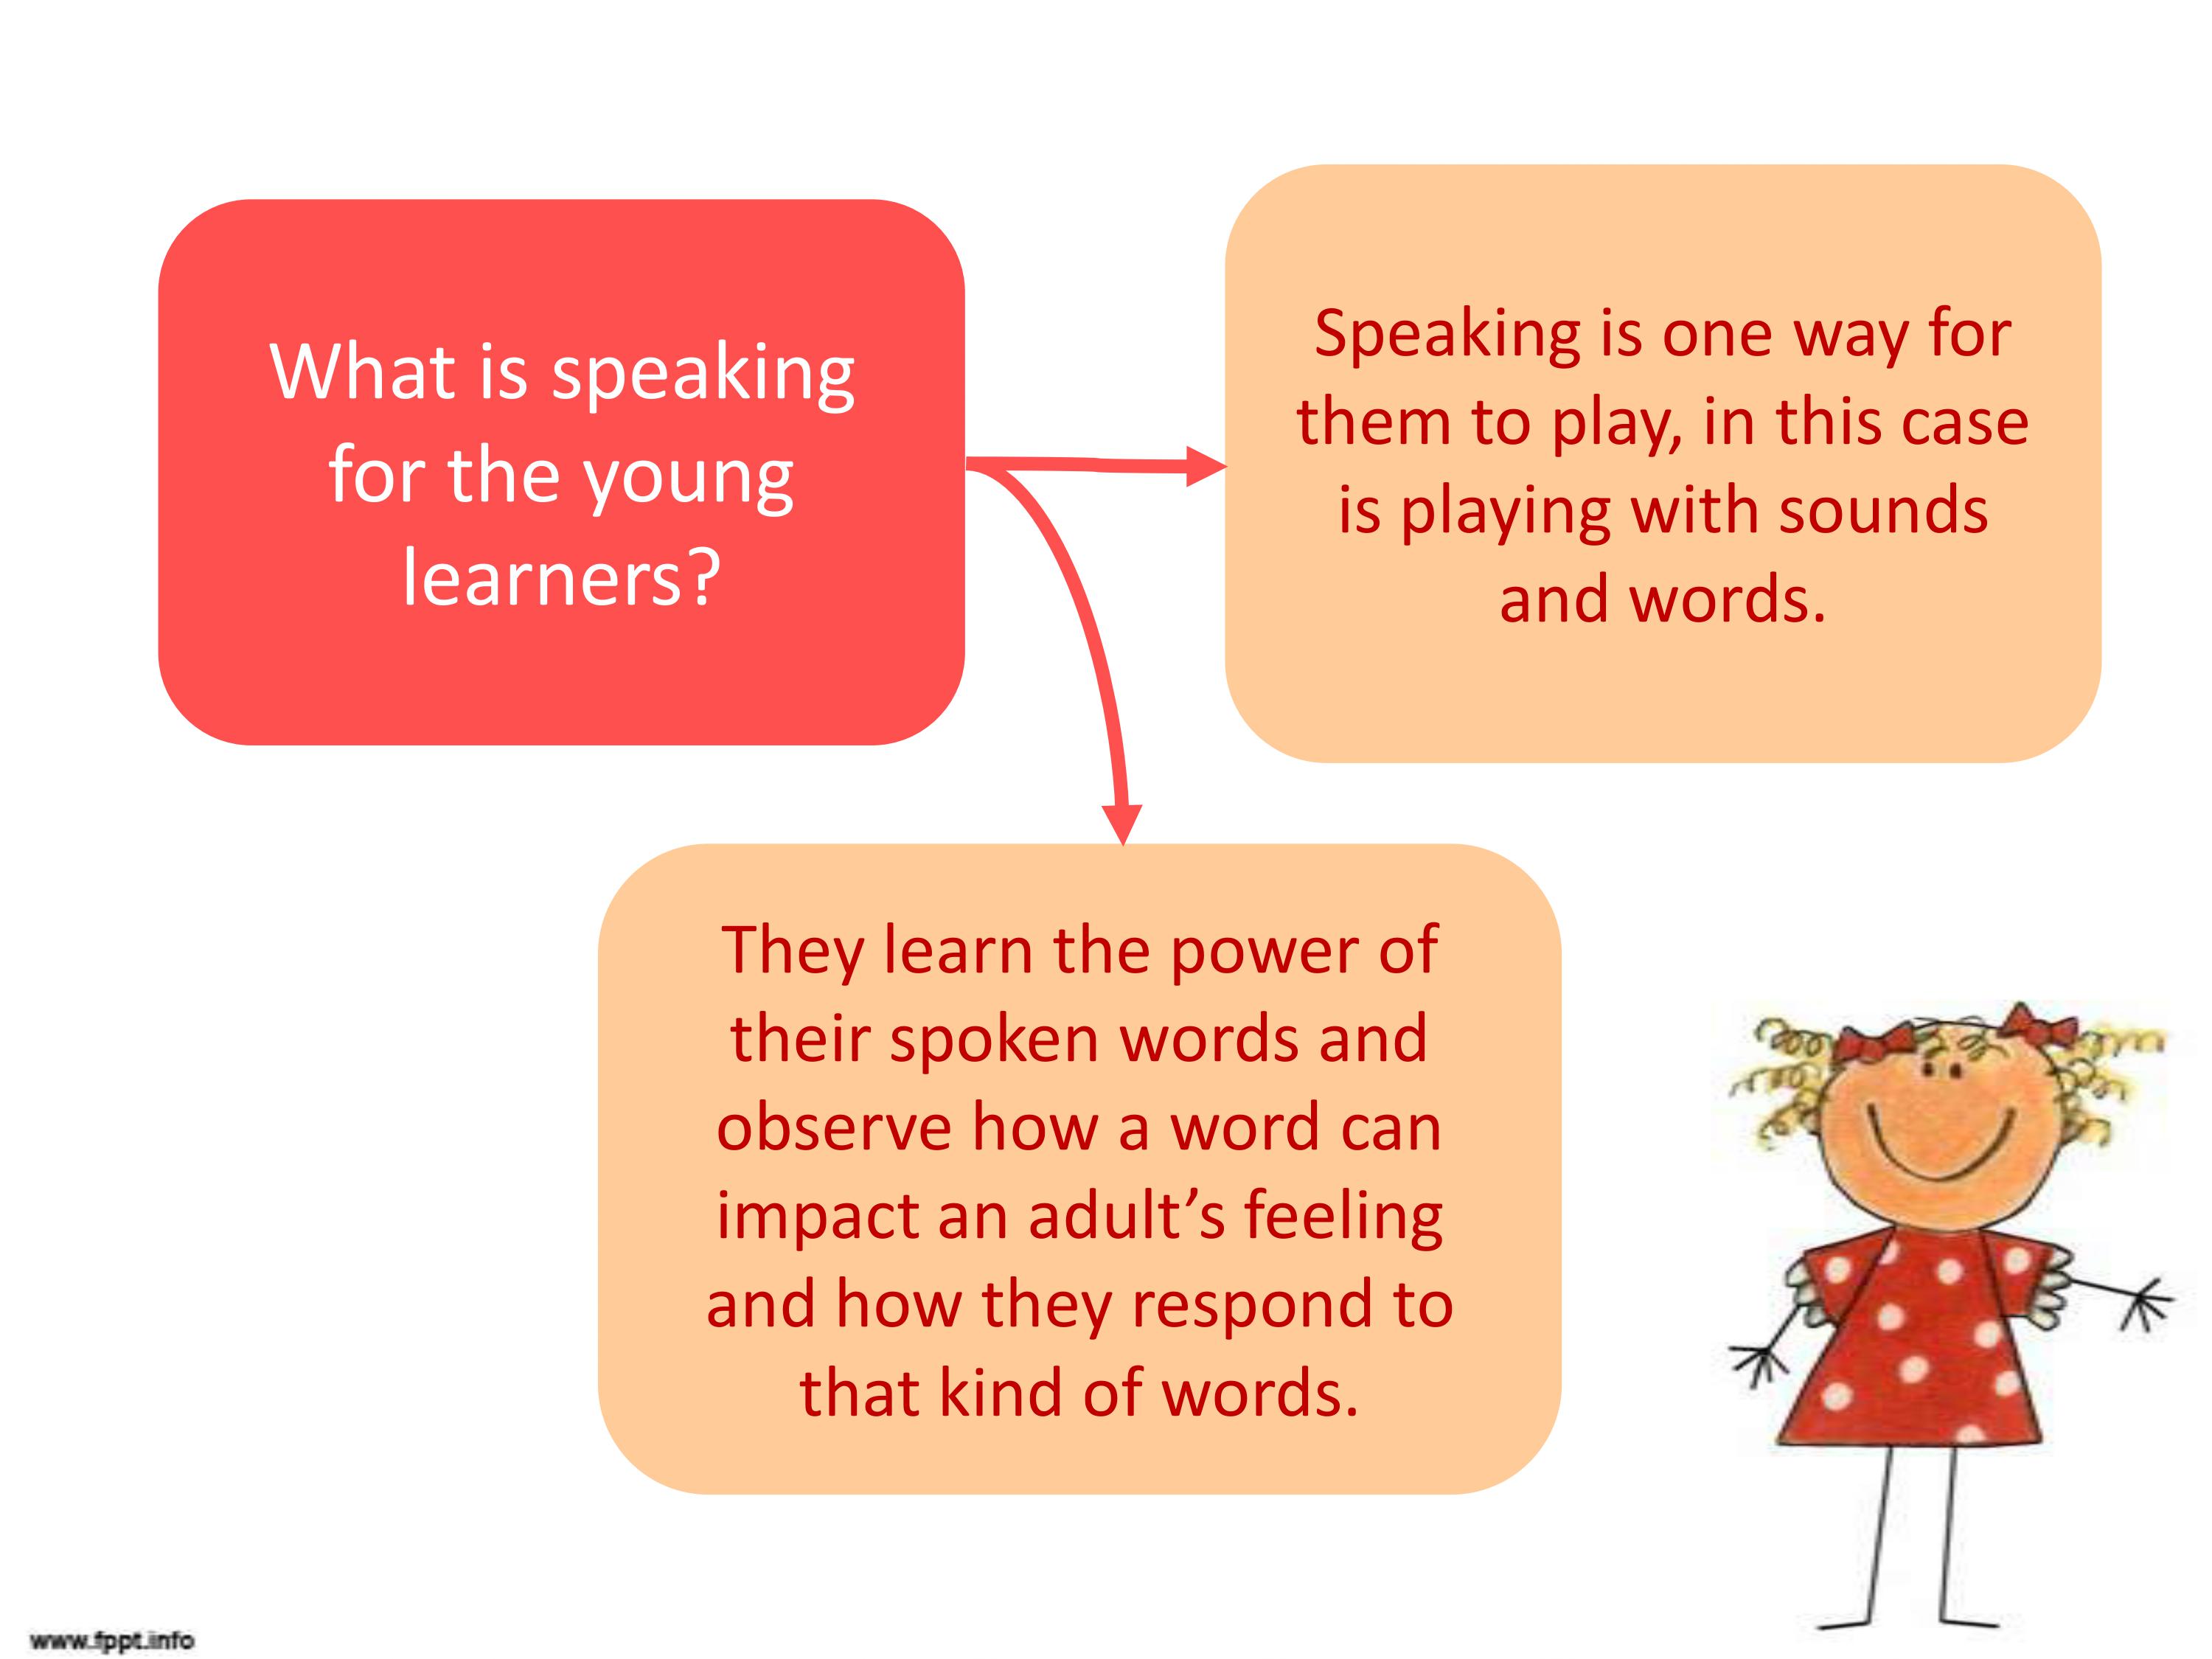 What is speaking
for the young
learners?
Speaking is one way for
them to play, in this case
is playing with sounds
and words.
They learn the power of
their spoken words and
observe how a word can
impact an adult’s feeling
and how they respond to
that kind of words.
www.fppt.info